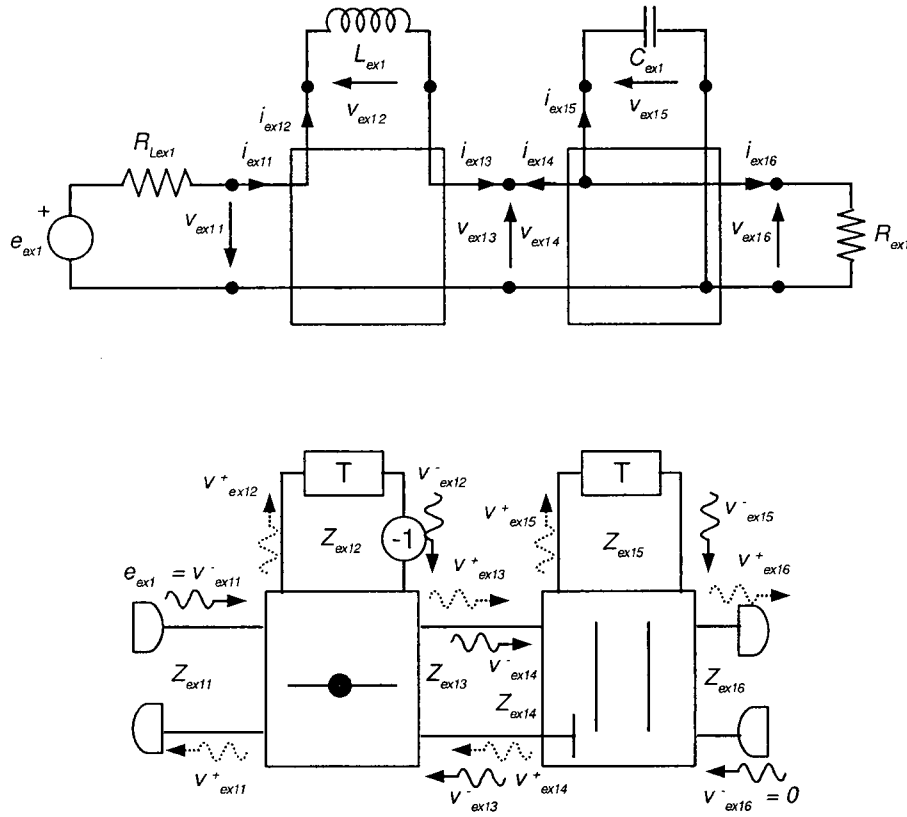 L_ex1
C_ex1
v_ex12
v_ex15
i_ex12
i_ex15
R_Lex1
i_ex11
i_ex13
i_ex14
i_ex16
+
e_ex1
v_ex11
v_ex13
v_ex14
v_ex16
R_ex1
T
T
v^-_ex12
v^+_ex12
v^+_ex15
v^-_ex15
Z_ex12
-1
Z_ex15
v^+_ex13
v^+_ex16
e_ex1 = v^-_ex11
v^-_ex14
Z_ex11
Z_ex13
Z_ex14
Z_ex16
v^+_ex11
v^+_ex14
v^-_ex13
v^-_ex16 = 0